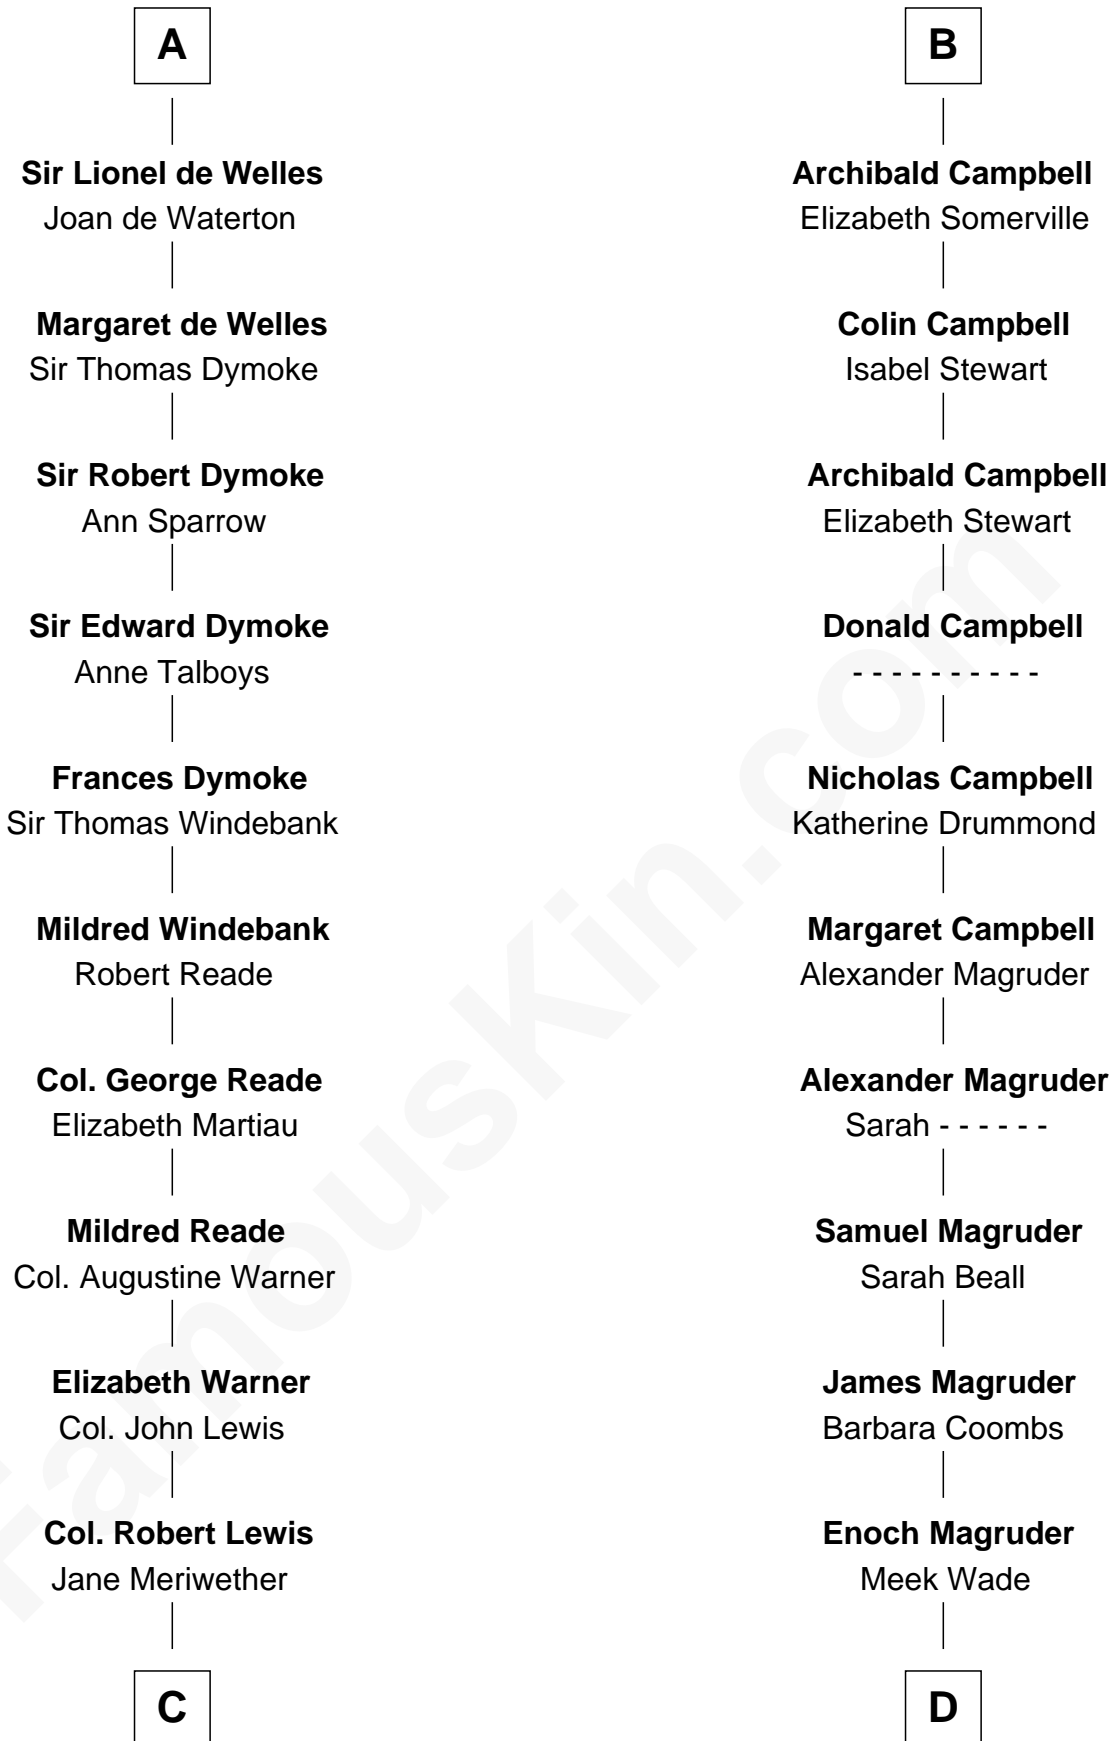 A
Sir Lionel de Welles
Joan de Waterton
Margaret de Welles
Sir Thomas Dymoke
Sir Robert Dymoke
Ann Sparrow
Sir Edward Dymoke
Anne Talboys
Frances Dymoke
Sir Thomas Windebank
Mildred Windebank
Robert Reade
Col. George Reade
Elizabeth Martiau
Mildred Reade
Col. Augustine Warner
Elizabeth Warner
Col. John Lewis
Col. Robert Lewis
Jane Meriwether
C
B
Archibald Campbell
Elizabeth Somerville
Colin Campbell
Isabel Stewart
Archibald Campbell
Elizabeth Stewart
Donald Campbell
- - - - - - - - - -
Nicholas Campbell
Katherine Drummond
Margaret Campbell
Alexander Magruder
Alexander Magruder
Sarah - - - - - -
Samuel Magruder
Sarah Beall
James Magruder
Barbara Coombs
Enoch Magruder
Meek Wade
D
FamousKin.com